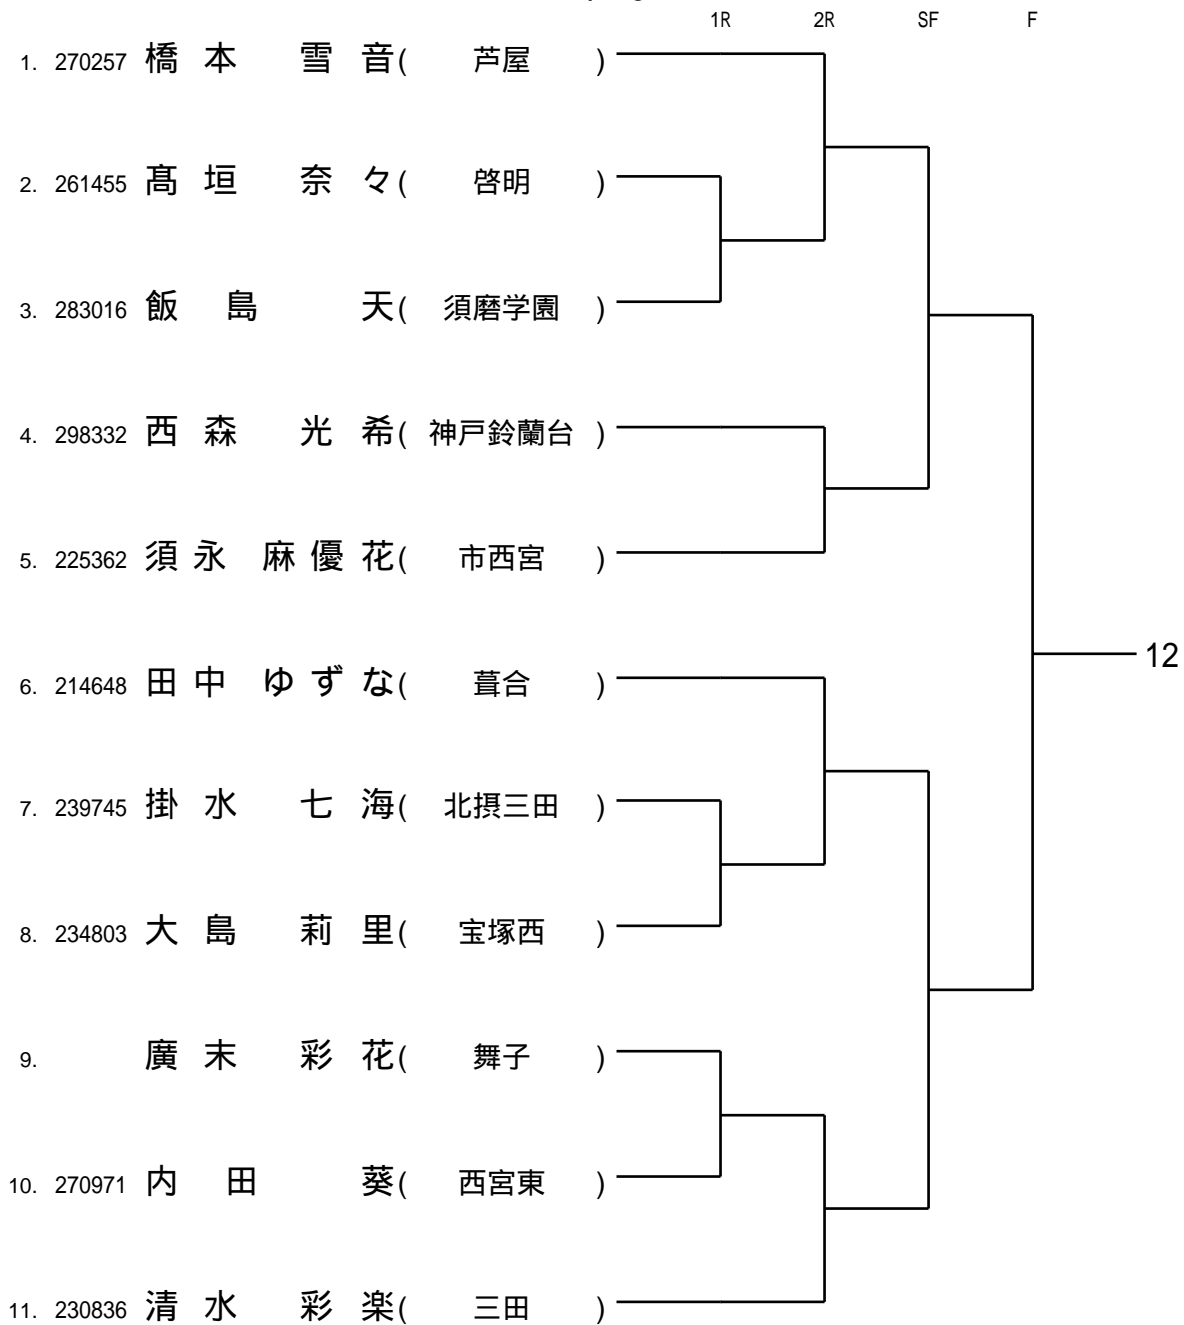 1R 2R SF F
1. 270257 橋本 雪音( 芦屋 )
2. 261455 髙垣 奈々( 啓明 )
3. 283016 飯島 天( 須磨学園 )
4. 298332 西森 光希( 神戸鈴蘭台 )
5. 225362 須永 麻優花( 市西宮 )
12
6. 214648 田中 ゆずな( 葺合 )
7. 239745 掛水 七海( 北摂三田 )
8. 234803 大島 莉里( 宝塚西 )
9. 廣末 彩花( 舞子 )
10. 270971 内田 葵( 西宮東 )
11. 230836 清水 彩楽( 三田 )